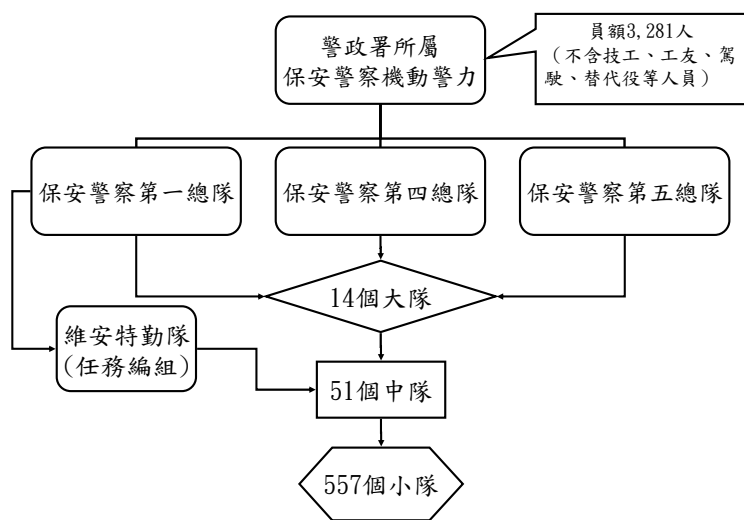 員額3,281人
(不含技工、工友、駕
駛、替代役等人員)
警政署所屬
保安警察機動警力
保安警察第一總隊
保安警察第四總隊
保安警察第五總隊
14個大隊
維安特勤隊
(任務編組)
51個中隊
557個小隊